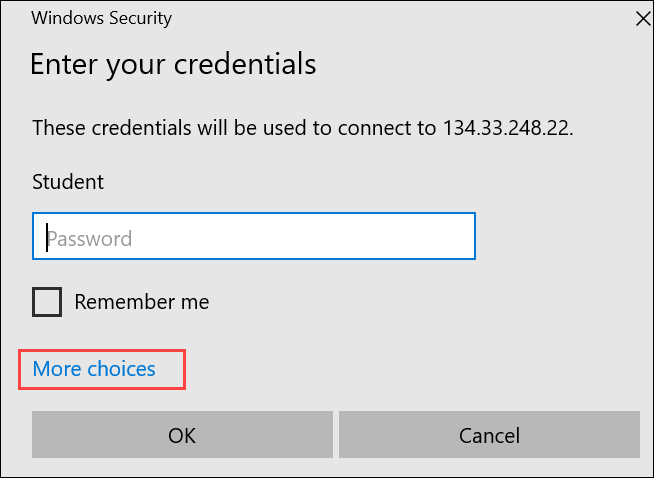 Windows Security
Enter your credentials
These credentials will be used to connect to 134.33.248.22.
Student
Password
Remember me
More choices
OK
Cancel